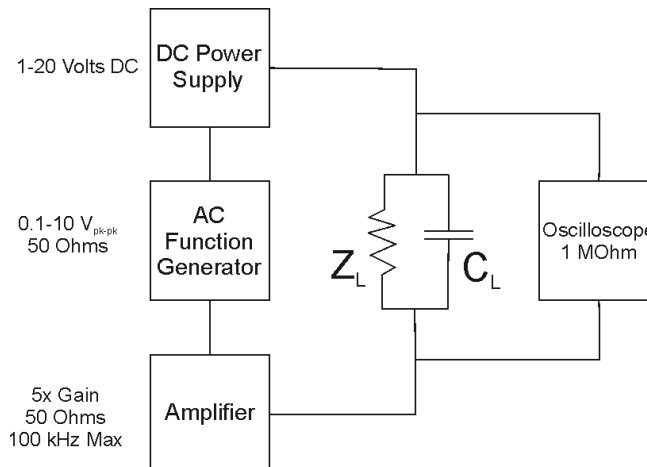 1-20 Volts DC
DC Power
Supply
0.1-10 Vpk-pk
50 Ohms
AC
Function
Generator
ZL
CL
Oscilloscope
1 MOhm
5x Gain
50 Ohms
100 kHz Max
Amplifier